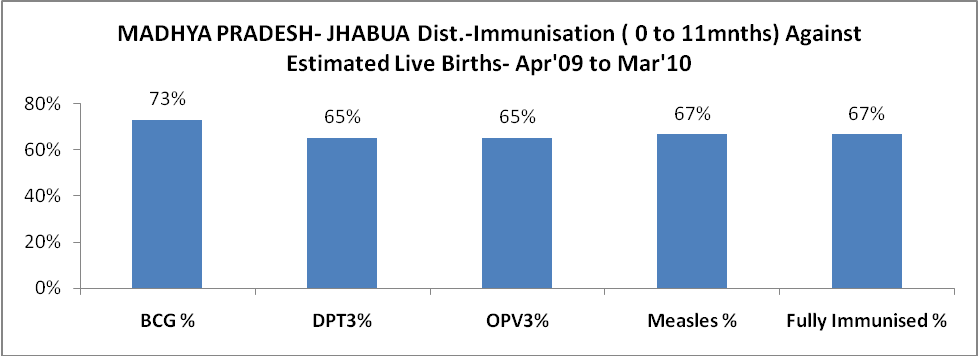 MADHYA PRADESH- JHABUA Dist.-Immunisation ( 0 to 11mnths) Against
Estimated Live Births- Apr'09 to Mar'10
80%
60%
40%
20%
0%
73%
65%
65%
67%
67%
BCG %
DPT3%
OPV3%
Measles %
Fully Immunised %